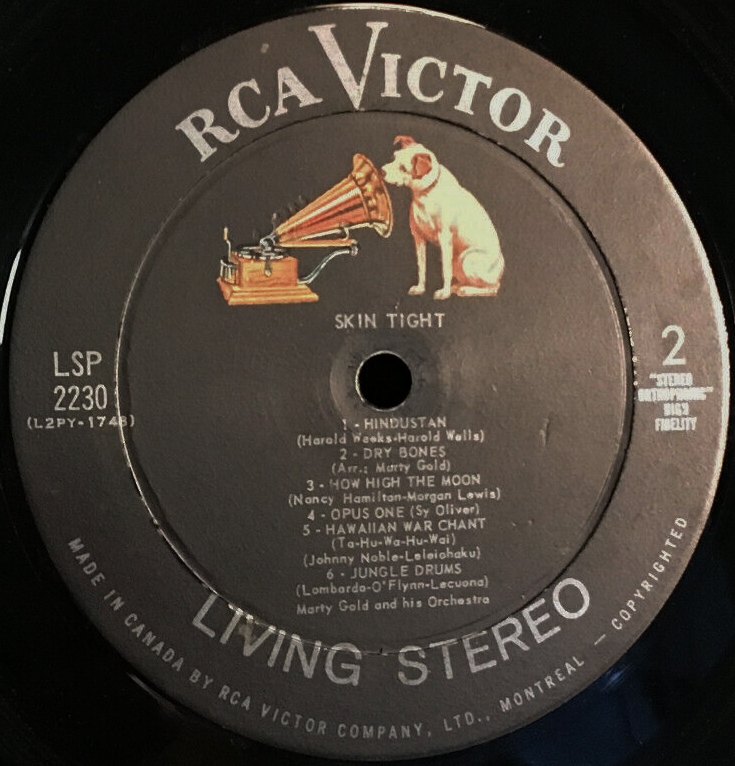 RCA VICTOR
SKIN TIGHT
LSP
2230
(L2PY-1748)
2
"STEREO
ORTHOPHONIC"
HIGH
FIDELITY
1 - HINDUSTAN
(Harold Weeks-Harold Wells)
2 - DRY BONES
(Arr.: Marty Gold)
3 - HOW HIGH THE MOON
(Nancy Hamilton-Morgan Lewis)
4 - OPUS ONE (Sy Oliver)
5 - HAWAIIAN WAR CHANT
(Ta-Hu-Wa-Hu-Wai)
(Johnny Noble-Leleiohaku)
6 - JUNGLE DRUMS
(Lombardo-O'Flynn-Lecuona)
Marty Gold and his Orchestra
LIVING STEREO
MADE IN CANADA BY RCA VICTOR COMPANY, LTD., MONTREAL — COPYRIGHTED